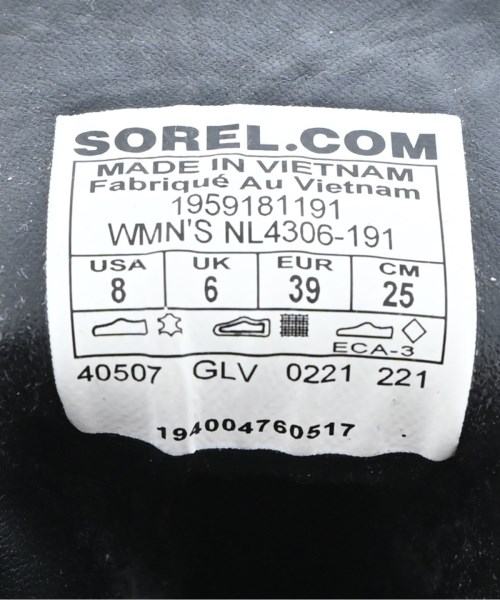 SOREL.COM
MADE IN VIETNAM
Fabriqué Au Vietnam
1959181191
WMN'S NL4306-191
USA UK EUR CM
8 6 39 25
ECA-3
40507 GLV 0221 221
194004760517